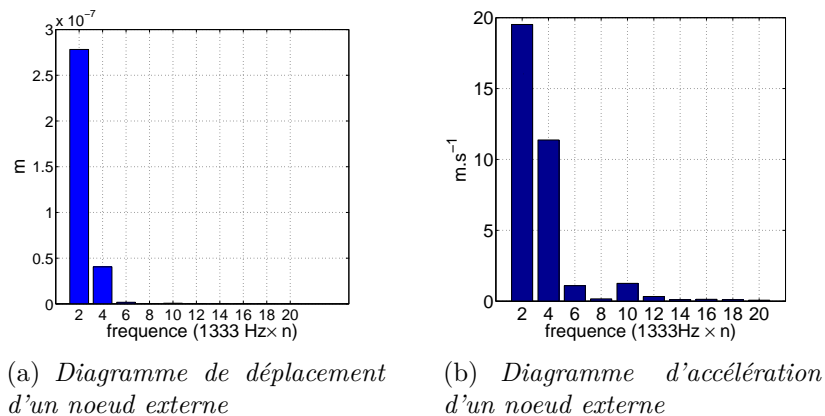 x 10⁻⁷
3
2.5
2
1.5
1
0.5
0
m
2 4 6 8 10 12 14 16 18 20
frequence (1333 Hz× n)
(a) Diagramme de déplacement
d'un noeud externe
20
15
10
5
0
m.s⁻¹
2 4 6 8 10 12 14 16 18 20
frequence (1333Hz × n)
(b) Diagramme d'accélération
d'un noeud externe